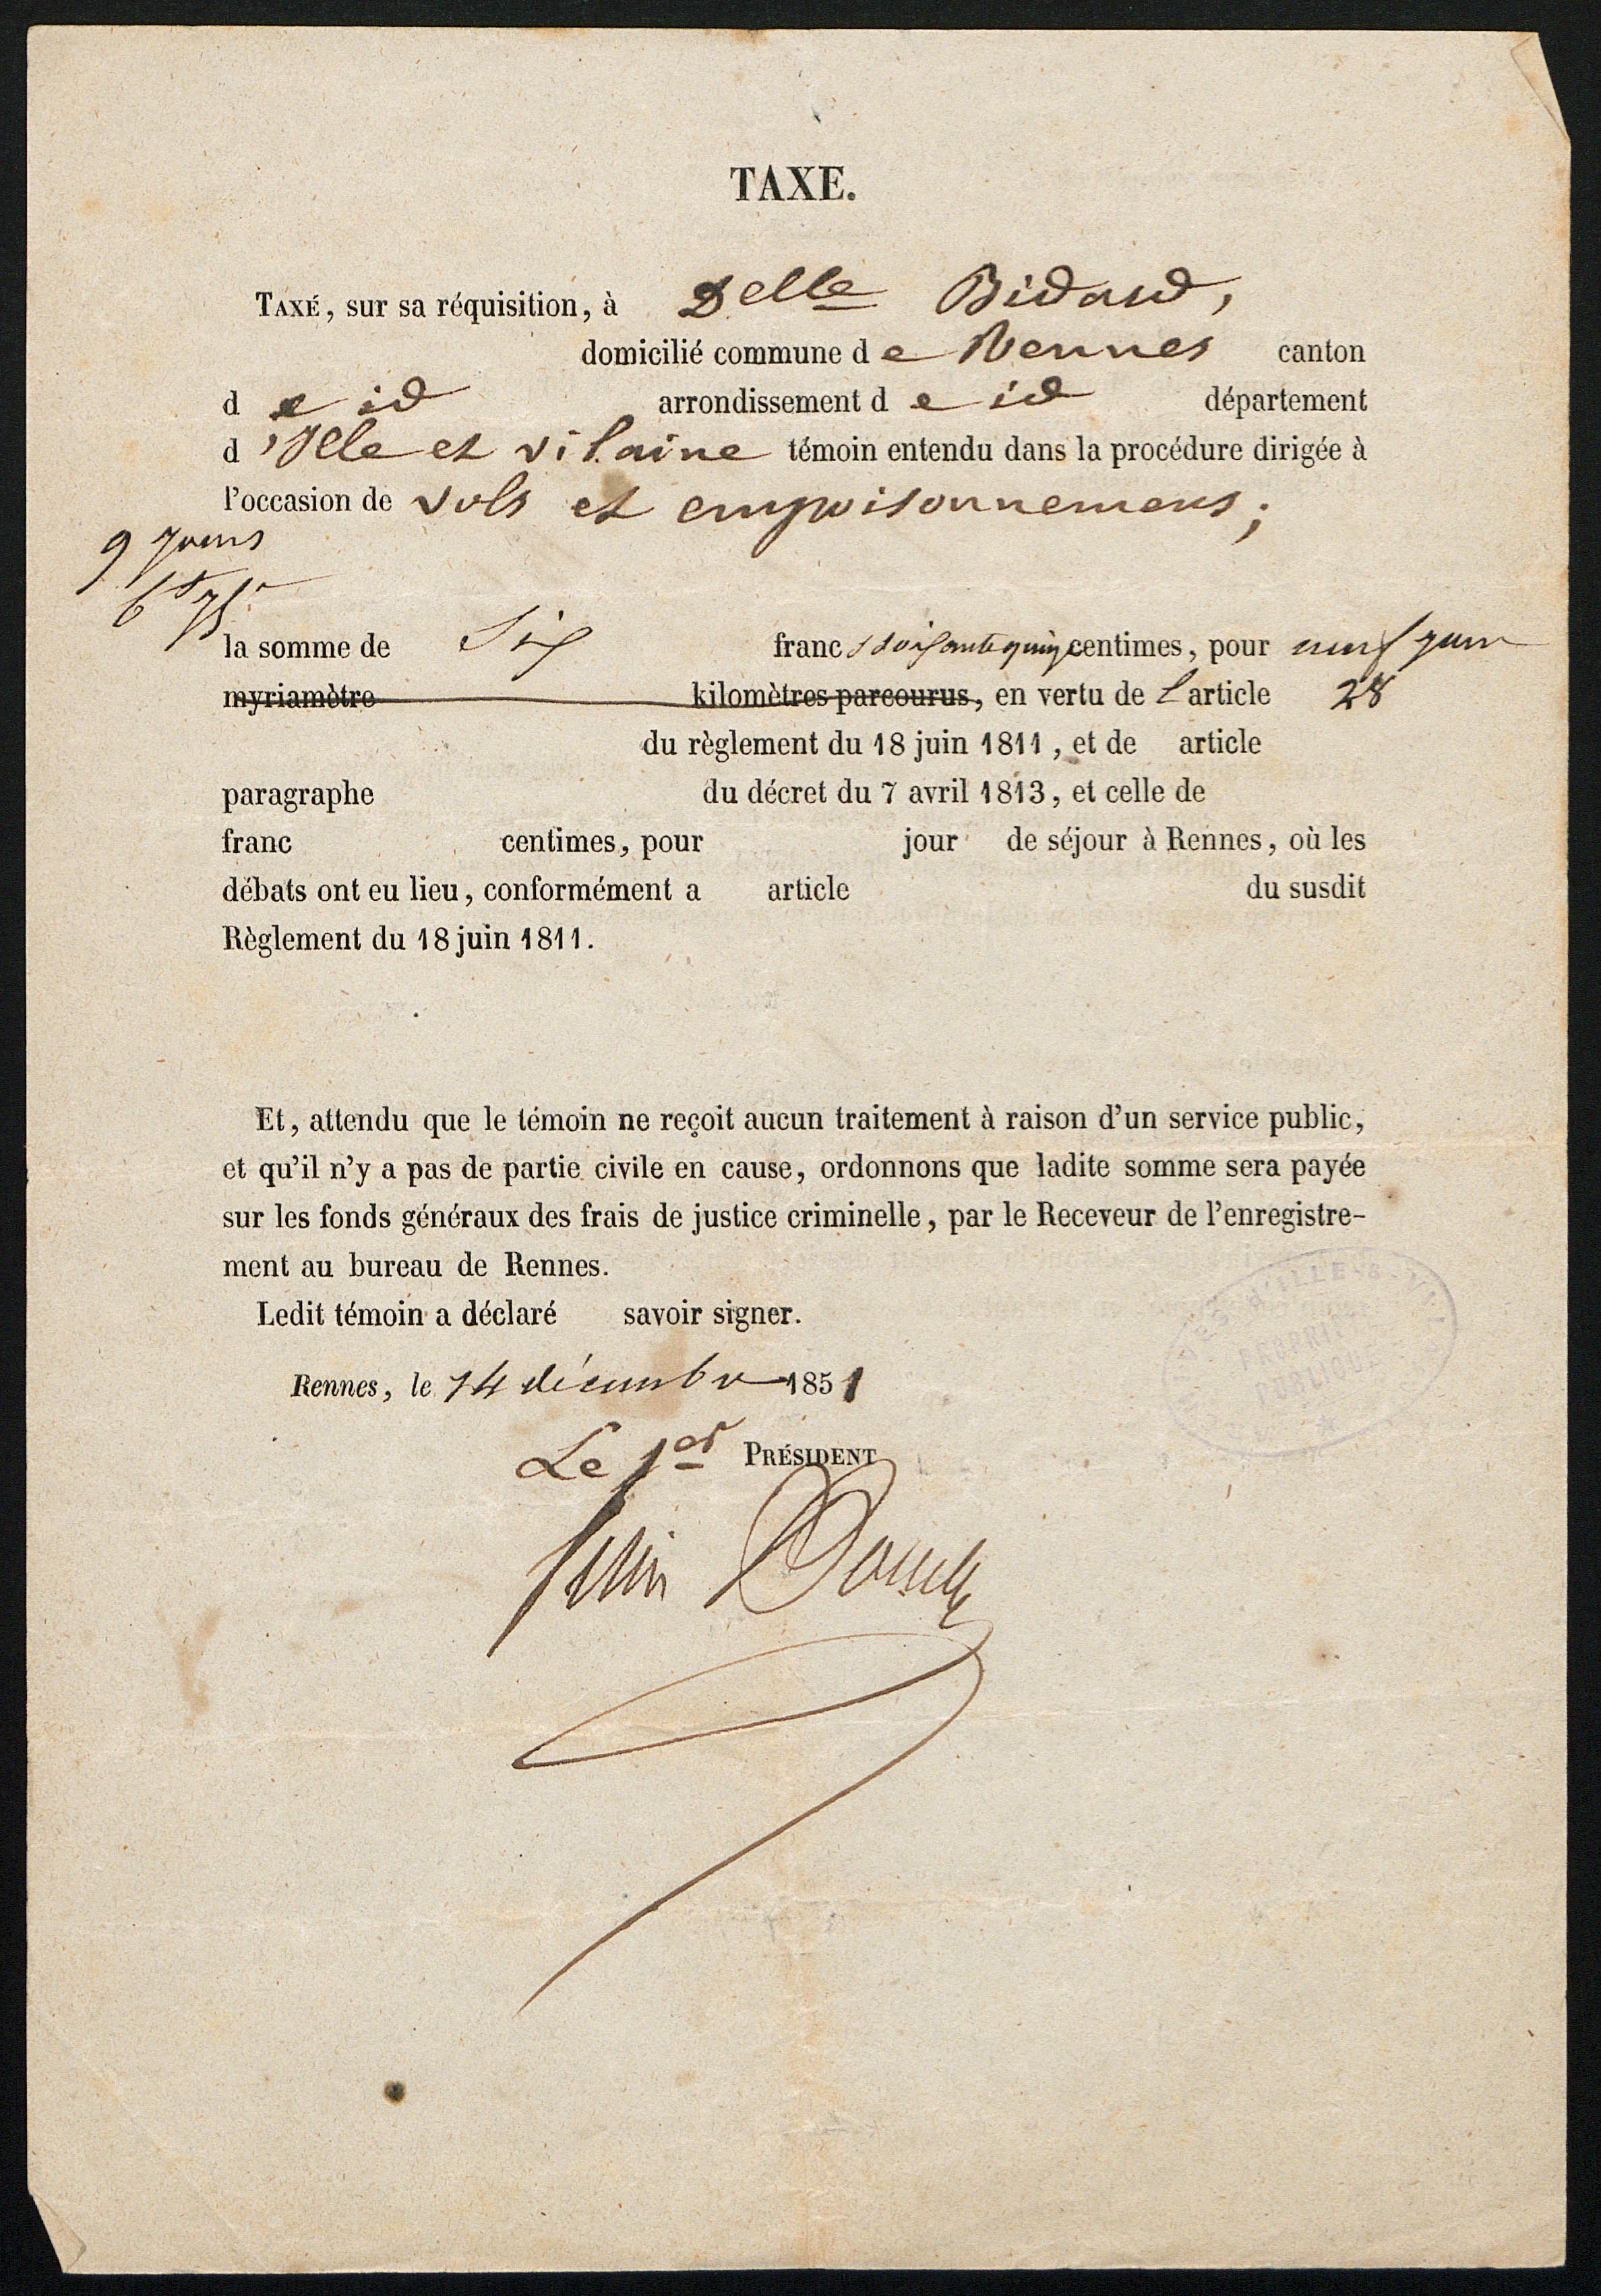 TAXE.
TAXÉ, sur sa réquisition, à Delle Bidard,
domicilié commune de Rennes canton
de id arrondissement de id département
d'Ille et vilaine témoin entendu dans la procédure dirigée à
l'occasion de vols et empoisonnemens;
9 jours
6f 75c
la somme de Six francs soixante quinze centimes, pour neuf jours
myriamètre kilomètres parcourus, en vertu de L'article 28
du règlement du 18 juin 1811, et de article
paragraphe du décret du 7 avril 1813, et celle de
franc centimes, pour jour de séjour à Rennes, où les
débats ont eu lieu, conformément a article du susdit
Règlement du 18 juin 1811.
Et, attendu que le témoin ne reçoit aucun traitement à raison d'un service public,
et qu'il n'y a pas de partie civile en cause, ordonnons que ladite somme sera payée
sur les fonds généraux des frais de justice criminelle, par le Receveur de l'enregistre-
ment au bureau de Rennes.
Ledit témoin a déclaré savoir signer.
D'ILLE-&-VIL
PROPRIÉTÉ
PUBLIQUE
Rennes, le 14 décembre 1851
Le 1er PRÉSIDENT